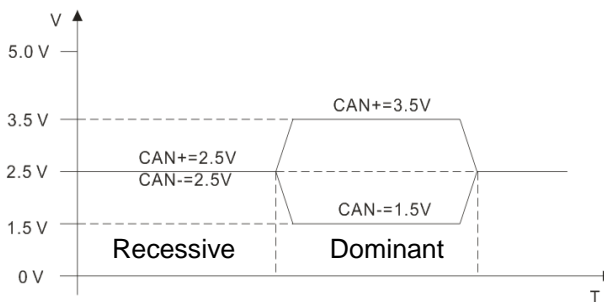 V
5.0 V
CAN+=3.5V
3.5 V
CAN+=2.5V
2.5 V
CAN-=2.5V
CAN-=1.5V
1.5 V
Recessive Dominant
0 V
T